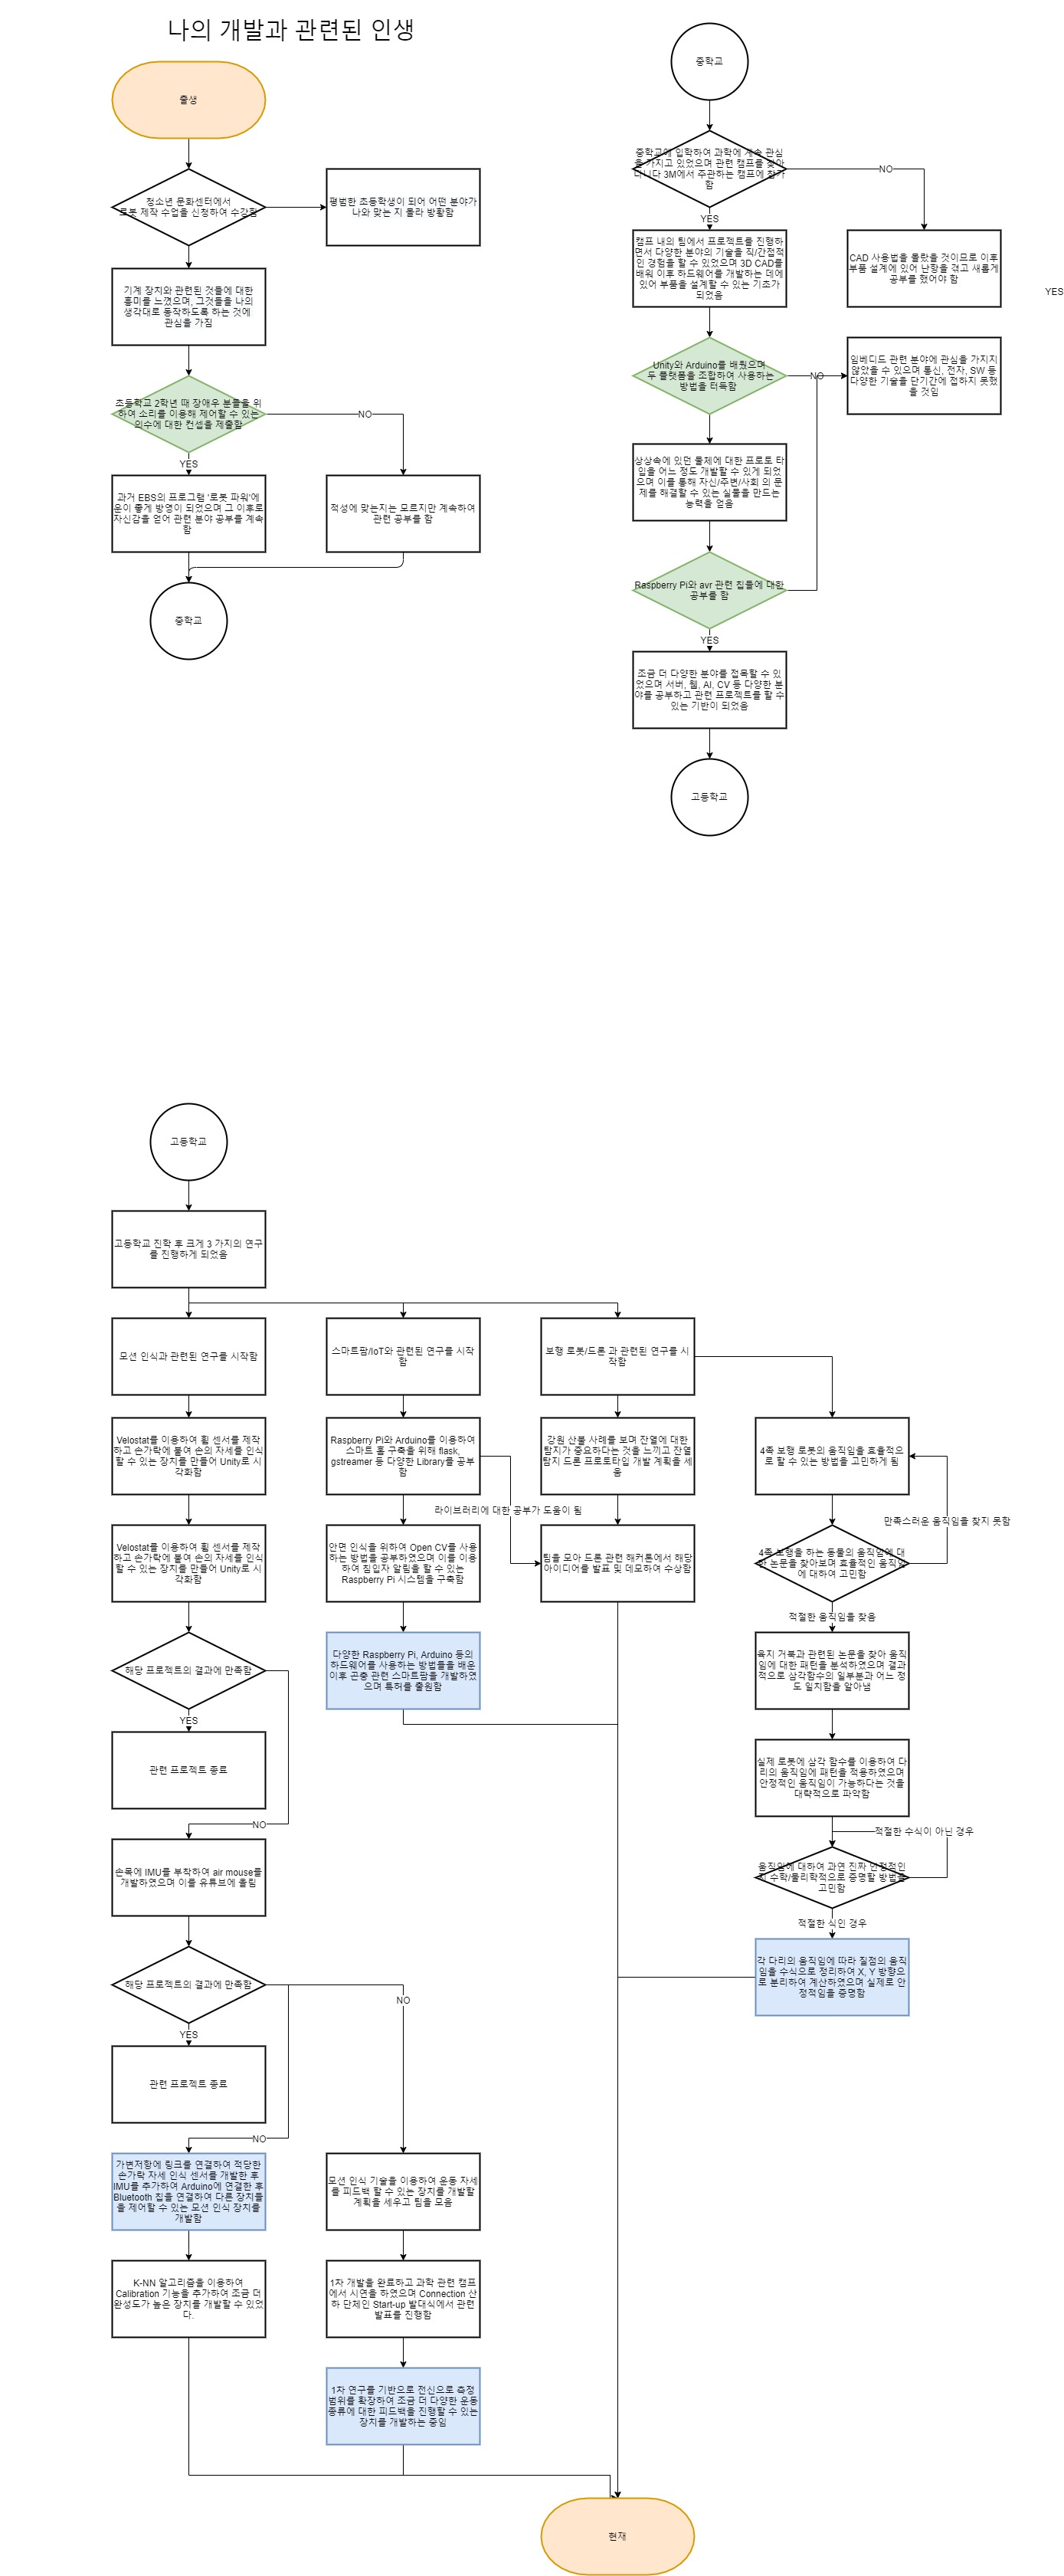 나의 개발과 관련된 인생
출생
청소년 문화센터에서
로봇 제작 수업을 신청하여 수강함
평범한 초등학생이 되어 어떤 분야가
나와 맞는 지 몰라 방황함
기계 장치와 관련된 것들에 대한
흥미를 느꼈으며, 그것들을 나의
생각대로 동작하도록 하는 것에
관심을 가짐
초등학교 2학년 때 장애우 분들을 위
하여 소리를 이용해 제어할 수 있는
의수에 대한 컨셉을 제출함
NO
YES
과거 EBS의 프로그램 '로봇 파워'에
운이 좋게 방영이 되었으며 그 이후로
자신감을 얻어 관련 분야 공부를 계속
함
적성에 맞는지는 모르지만 계속하여
관련 공부를 함
중학교
중학교
중학교에 입학하여 과학에 계속 관심
을 가지고 있었으며 관련 캠프를 찾아
다니다 3M에서 주관하는 캠프에 참가
함
NO
YES
캠프 내의 팀에서 프로젝트를 진행하
면서 다양한 분야의 기술을 직/간접적
인 경험을 할 수 있었으며 3D CAD를
배워 이후 하드웨어를 개발하는 데에
있어 부품을 설계할 수 있는 기초가
되었음
CAD 사용법을 몰랐을 것이므로 이후
부품 설계에 있어 난항을 겪고 새롭게
공부를 했어야 함
YES
Unity와 Arduino를 배웠으며
두 플랫폼을 조합하여 사용하는
방법을 터득함
NO
임베디드 관련 분야에 관심을 가지지
않았을 수 있으며 통신, 전자, SW 등
다양한 기술을 단기간에 접하지 못했
을 것임
상상속에 있던 물체에 대한 프로토 타
입을 어느 정도 개발할 수 있게 되었
으며 이를 통해 자신/주변/사회 의 문
제를 해결할 수 있는 실물을 만드는
능력을 얻음
Raspberry Pi와 avr 관련 칩들에 대한
공부를 함
YES
조금 더 다양한 분야를 접목할 수 있
었으며 서버, 웹, AI, CV 등 다양한 분
야를 공부하고 관련 프로젝트를 할 수
있는 기반이 되었음
고등학교
고등학교
고등학교 진학 후 크게 3 가지의 연구
를 진행하게 되었음
모션 인식과 관련된 연구를 시작함
스마트팜/IoT와 관련된 연구를 시작
함
보행 로봇/드론 과 관련된 연구를 시
작함
Velostat를 이용하여 휨 센서를 제작
하고 손가락에 붙여 손의 자세를 인식
할 수 있는 장치를 만들어 Unity로 시
각화함
Raspberry Pi와 Arduino를 이용하여
스마트 홈 구축을 위해 flask,
gstreamer 등 다양한 Library를 공부
함
강원 산불 사례를 보며 잔열에 대한
탐지가 중요하다는 것을 느끼고 잔열
탐지 드론 프로토타입 개발 계획을 세
움
4족 보행 로봇의 움직임을 효율적으
로 할 수 있는 방법을 고민하게 됨
라이브러리에 대한 공부가 도움이 됨
만족스러운 움직임을 찾지 못함
Velostat를 이용하여 휨 센서를 제작
하고 손가락에 붙여 손의 자세를 인식
할 수 있는 장치를 만들어 Unity로 시
각화함
안면 인식을 위하여 Open CV를 사용
하는 방법을 공부하였으며 이를 이용
하여 침입자 알림을 할 수 있는
Raspberry Pi 시스템을 구축함
팀을 모아 드론 관련 해커톤에서 해당
아이디어를 발표 및 데모하여 수상함
4족 보행을 하는 동물의 움직임에 대
한 논문을 찾아보며 효율적인 움직임
에 대하여 고민함
적절한 움직임을 찾음
해당 프로젝트의 결과에 만족함
YES
다양한 Raspberry Pi, Arduino 등의
하드웨어를 사용하는 방법들을 배운
이후 곤충 관련 스마트팜을 개발하였
으며 특허를 출원함
육지 거북과 관련된 논문을 찾아 움직
임에 대한 패턴을 분석하였으며 결과
적으로 삼각함수의 일부분과 어느 정
도 일치함을 알아냄
관련 프로젝트 종료
실제 로봇에 삼각 함수를 이용하여 다
리의 움직임에 패턴을 적용하였으며
안정적인 움직임이 가능하다는 것을
대략적으로 파악함
NO
적절한 수식이 아닌 경우
손목에 IMU를 부착하여 air mouse를
개발하였으며 이를 유튜브에 올림
움직임에 대하여 과연 진짜 안정적인
지 수학/물리학적으로 증명할 방법을
고민함
적절한 식인 경우
해당 프로젝트의 결과에 만족함
NO
YES
각 다리의 움직임에 따라 질점의 움직
임을 수식으로 정리하여 X, Y 방향으
로 분리하여 계산하였으며 실제로 안
정적임을 증명함
관련 프로젝트 종료
NO
가변저항에 링크를 연결하여 적당한
손가락 자세 인식 센서를 개발한 후
IMU를 추가하여 Arduino에 연결한 후
Bluetooth 칩을 연결하여 다른 장치들
을 제어할 수 있는 모션 인식 장치를
개발함
모션 인식 기술을 이용하여 운동 자세
를 피드백 할 수 있는 장치를 개발할
계획을 세우고 팀을 모음
K-NN 알고리즘을 이용하여
Calibration 기능을 추가하여 조금 더
완성도가 높은 장치를 개발할 수 있었
다.
1차 개발을 완료하고 과학 관련 캠프
에서 시연을 하였으며 Connection 산
하 단체인 Start-up 발대식에서 관련
발표를 진행함
1차 연구를 기반으로 전신으로 측정
범위를 확장하여 조금 더 다양한 운동
종류에 대한 피드백을 진행할 수 있는
장치를 개발하는 중임
현재